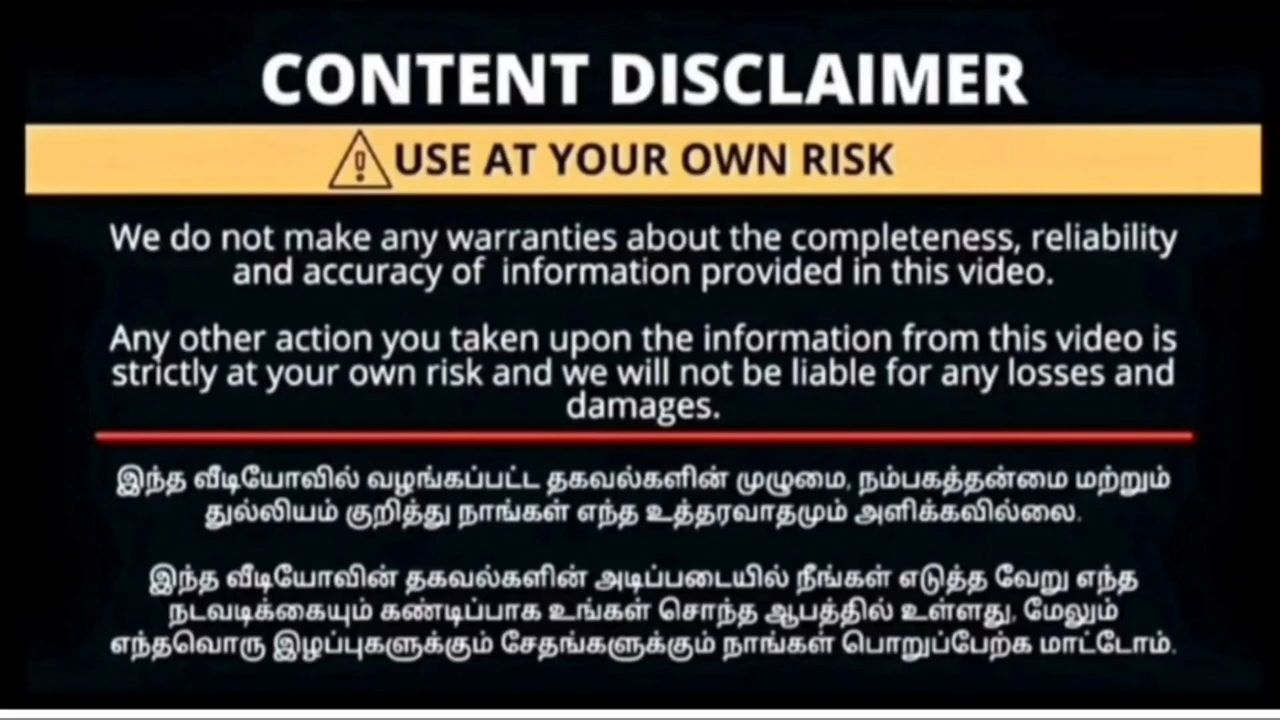 CONTENT DISCLAIMER
USE AT YOUR OWN RISK
We do not make any warranties about the completeness, reliability
and accuracy of information provided in this video.
Any other action you taken upon the information from this video is
strictly at your own risk and we will not be liable for any losses and
damages.
இந்த வீடியோவில் வழங்கப்பட்ட தகவல்களின் முழுமை, நம்பகத்தன்மை மற்றும்
துல்லியம் குறித்து நாங்கள் எந்த உத்தரவாதமும் அளிக்கவில்லை.
இந்த வீடியோவின் தகவல்களின் அடிப்படையில் நீங்கள் எடுத்த வேறு எந்த
நடவடிக்கையும் கண்டிப்பாக உங்கள் சொந்த ஆபத்தில் உள்ளது, மேலும்
எந்தவொரு இழப்புகளுக்கும் சேதங்களுக்கும் நாங்கள் பொறுப்பேற்க மாட்டோம்.